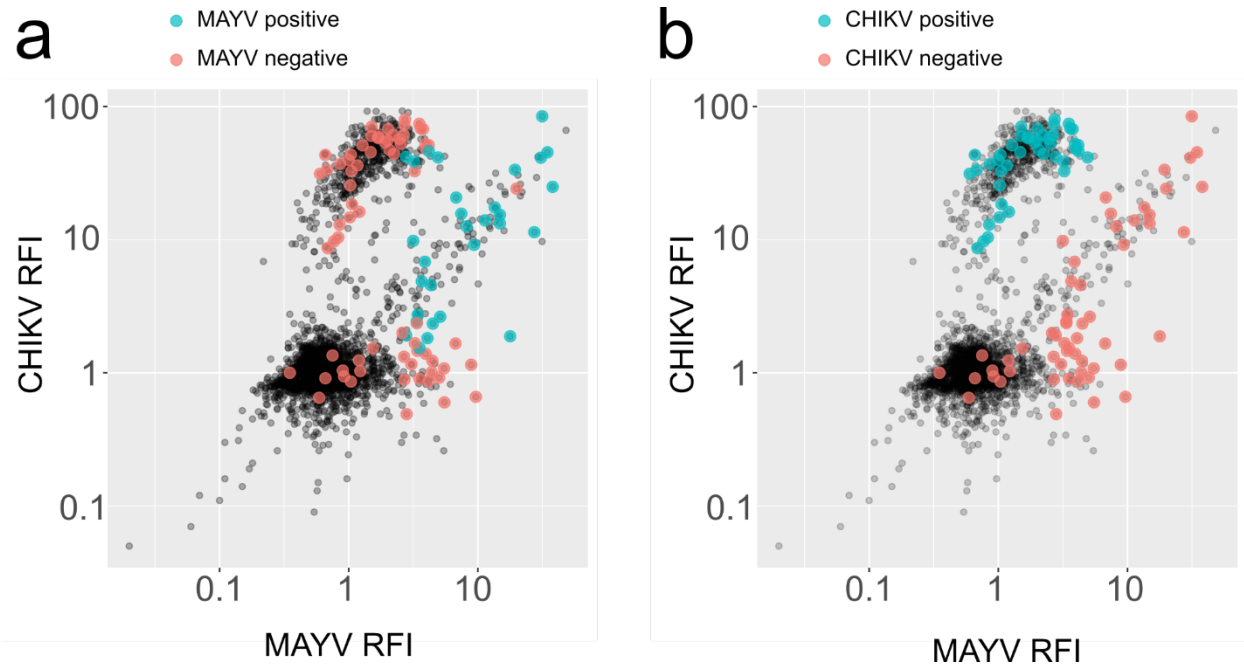 a
MAYV positive
MAYV negative
100
10
1
0.1
CHIKV RFI
0.1
1
10
MAYV RFI
b
CHIKV positive
CHIKV negative
100
10
1
0.1
CHIKV RFI
0.1
1
10
MAYV RFI